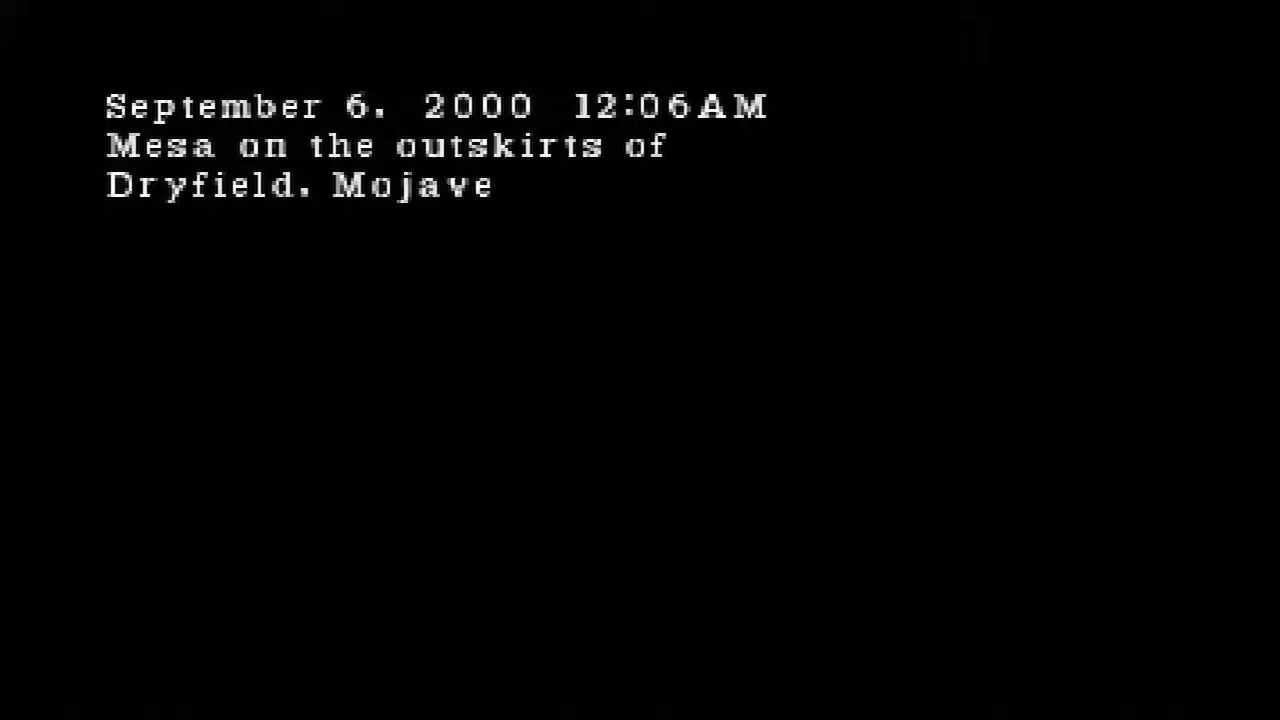 September 6, 2000 12:06AM
Mesa on the outskirts of
Dryfield, Mojave